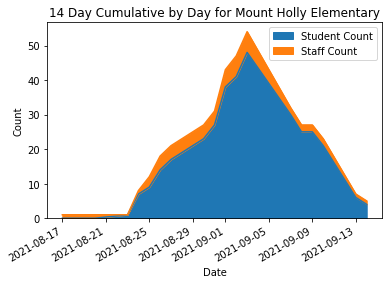 14 Day Cumulative by Day for Mount Holly Elementary
Student Count
Staff Count
50
40
30
20
10
0
Count
2021-08-17
2021-08-21
2021-08-25
2021-08-29
2021-09-01
2021-09-05
2021-09-09
2021-09-13
Date